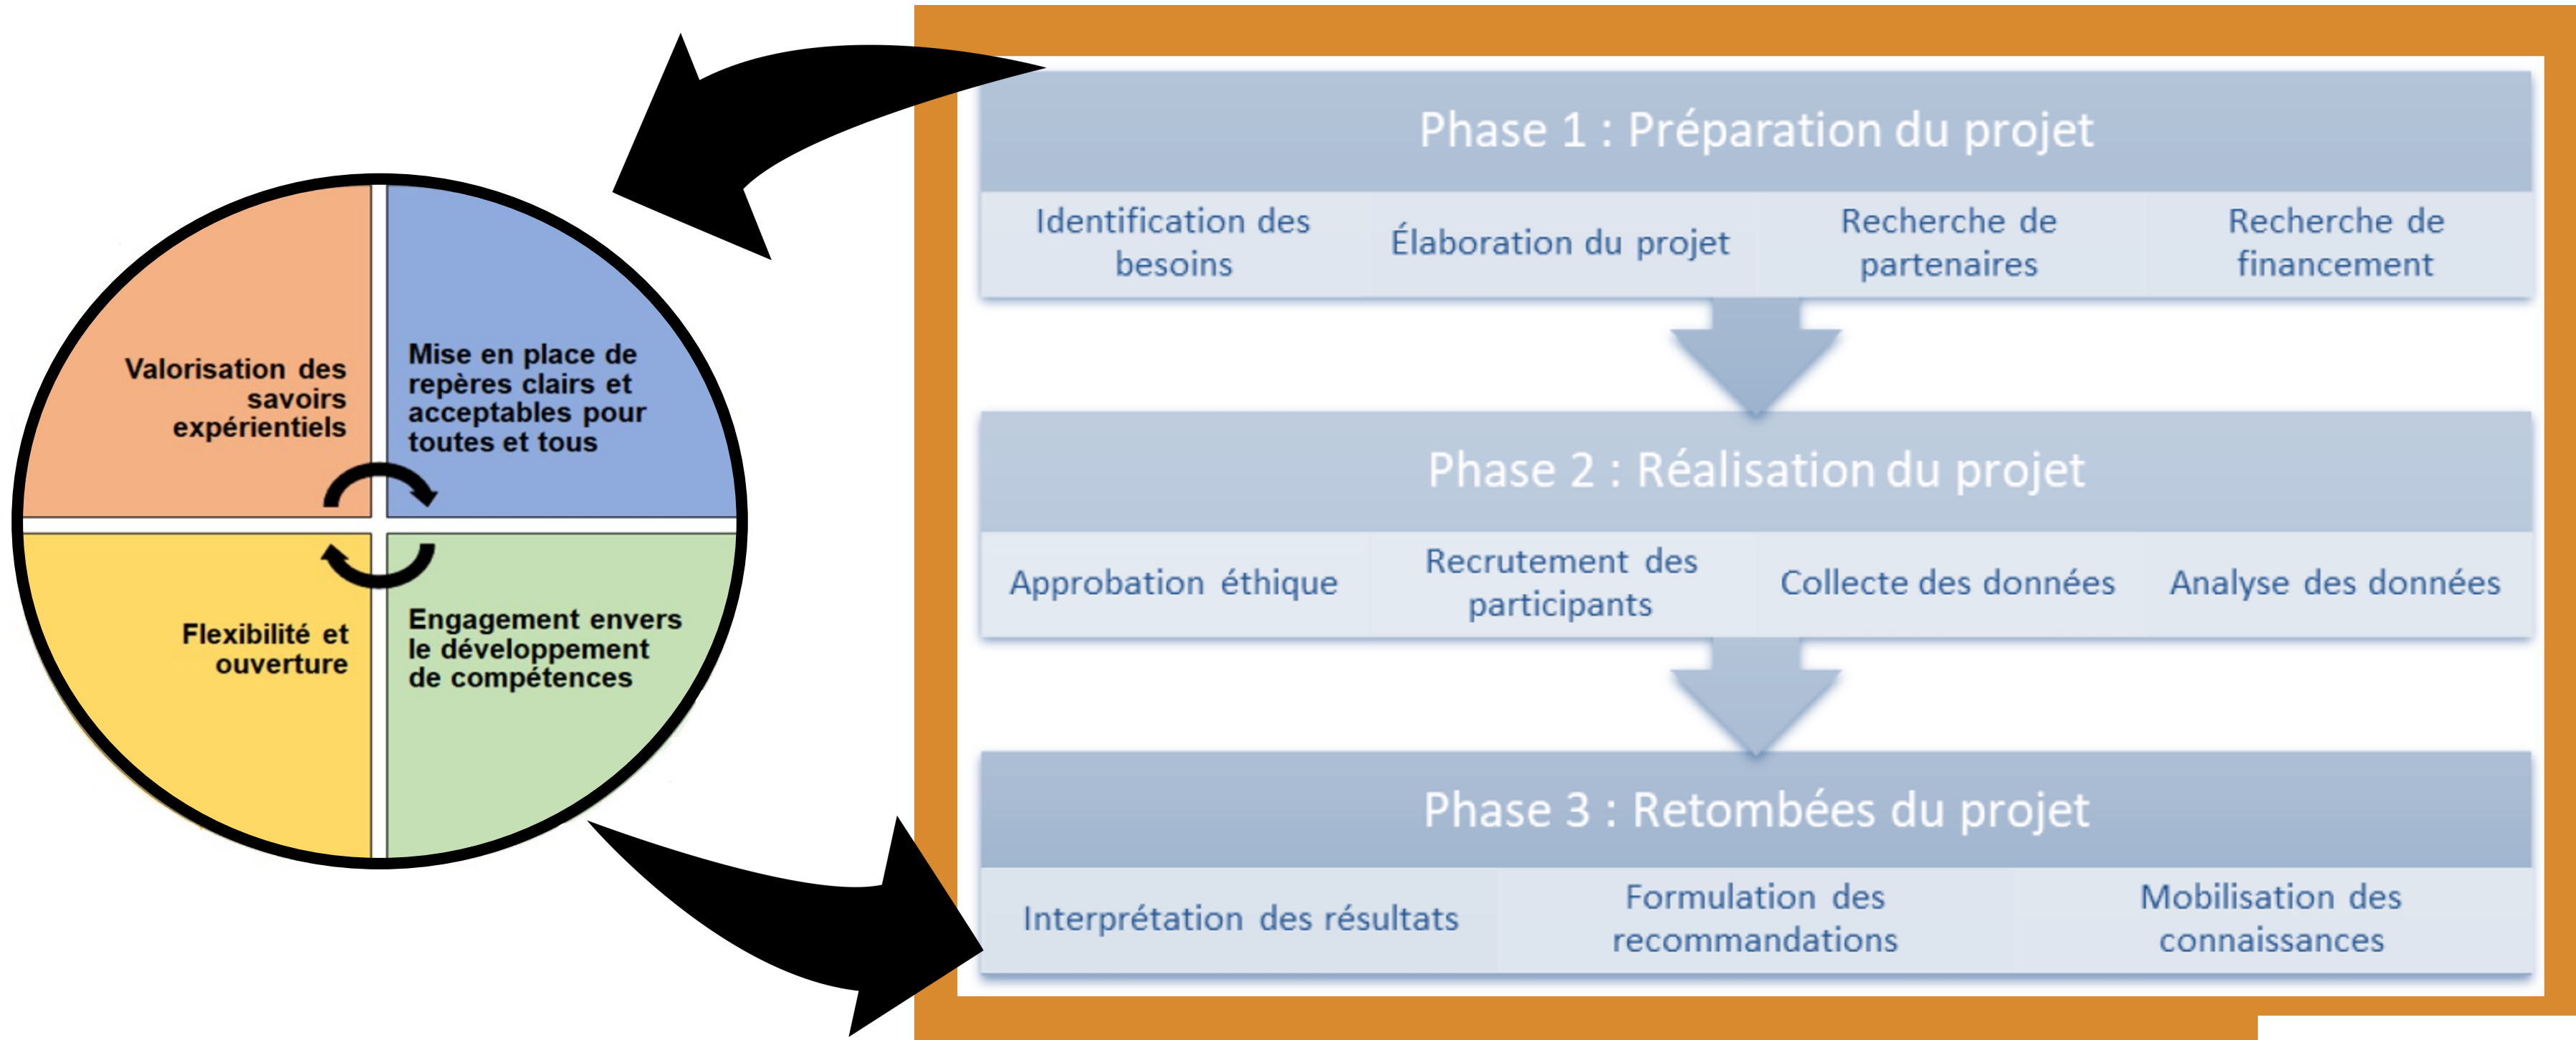 Valorisation des
savoirs
expérientiels
Mise en place de
repères clairs et
acceptables pour
toutes et tous
Flexibilité et
ouverture
Engagement envers
le développement
de compétences
Phase 1 : Préparation du projet
Identification des
besoins
Élaboration du projet
Recherche de
partenaires
Recherche de
financement
Phase 2 : Réalisation du projet
Approbation éthique
Recrutement des
participants
Collecte des données
Analyse des données
Phase 3 : Retombées du projet
Interprétation des résultats
Formulation des
recommandations
Mobilisation des
connaissances